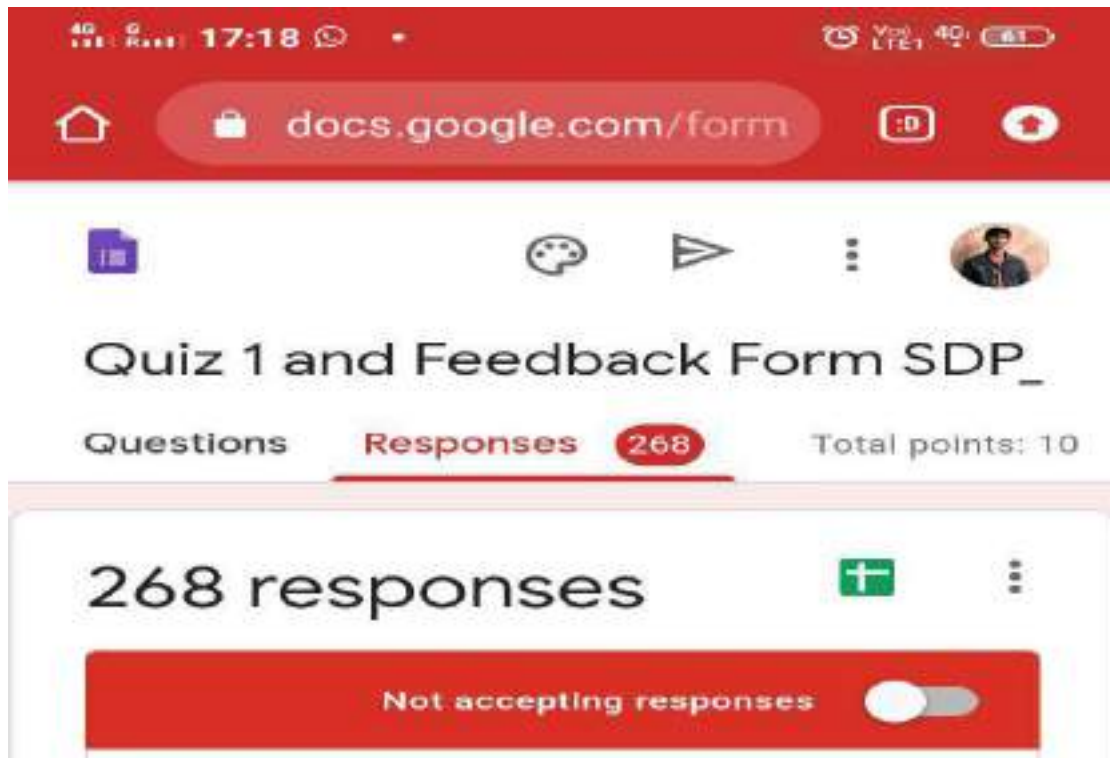 17:18
docs.google.com/form :D
Quiz 1 and Feedback Form SDP_
Questions Responses 268 Total points: 10
268 responses
Not accepting responses